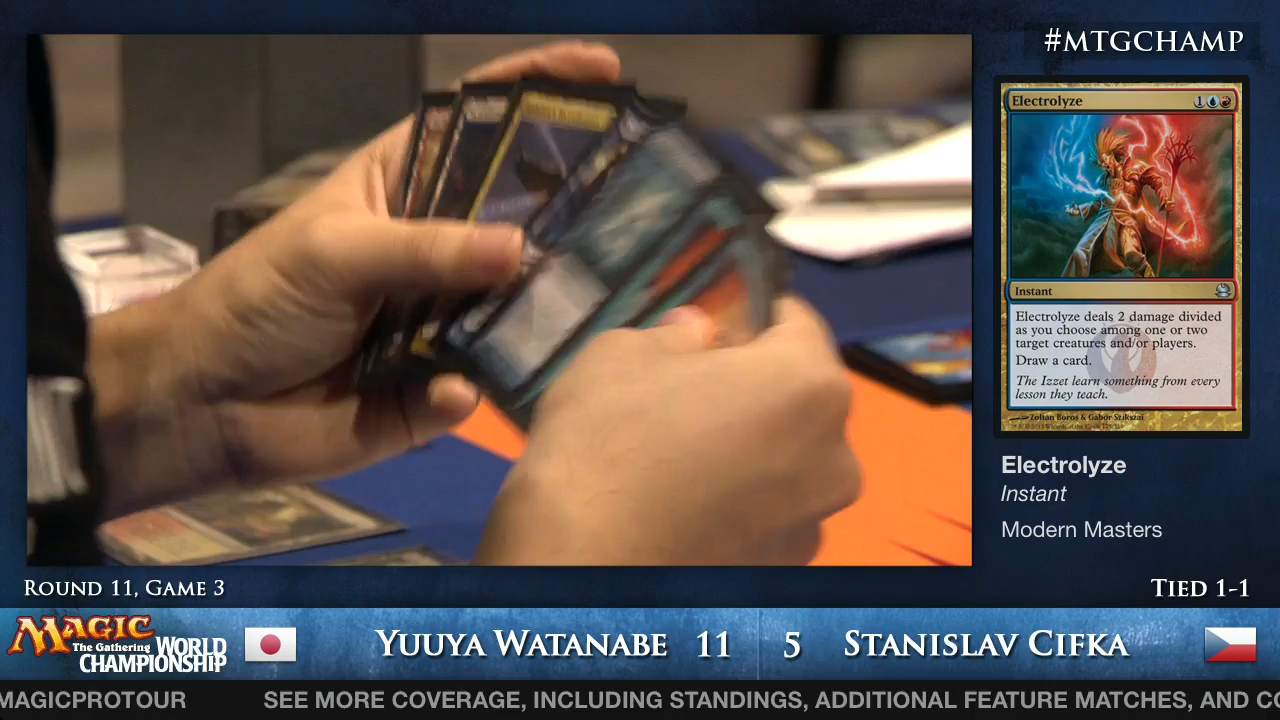 #MTGCHAMP
Electrolyze
1
Instant
Electrolyze deals 2 damage divided
as you choose among one or two
target creatures and/or players.
Draw a card.
The Izzet learn something from every
lesson they teach.
Zoltan Boros & Gabor Szikszai
Electrolyze
Instant
Modern Masters
ROUND 11, GAME 3
TIED 1-1
MAGIC
The Gathering
WORLD
CHAMPIONSHIP
YUUYA WATANABE 11
5 STANISLAV CIFKA
MAGICPROTOUR SEE MORE COVERAGE, INCLUDING STANDINGS, ADDITIONAL FEATURE MATCHES, AND